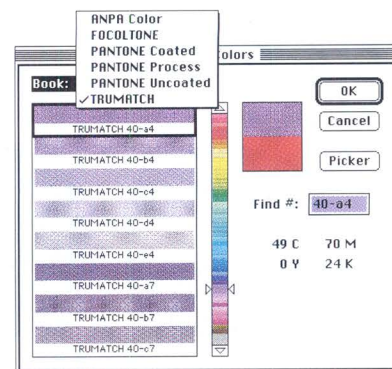 ANPA Color
FOCOLTONE
PANTONE Coated
PANTONE Process
PANTONE Uncoated
✓TRUMATCH
Colors
Book:
TRUMATCH 40-a4
TRUMATCH 40-b4
TRUMATCH 40-c4
TRUMATCH 40-d4
TRUMATCH 40-e4
TRUMATCH 40-a7
TRUMATCH 40-b7
TRUMATCH 40-c7
OK
Cancel
Picker
Find #: 40-a4
49 C 70 M
0 Y 24 K